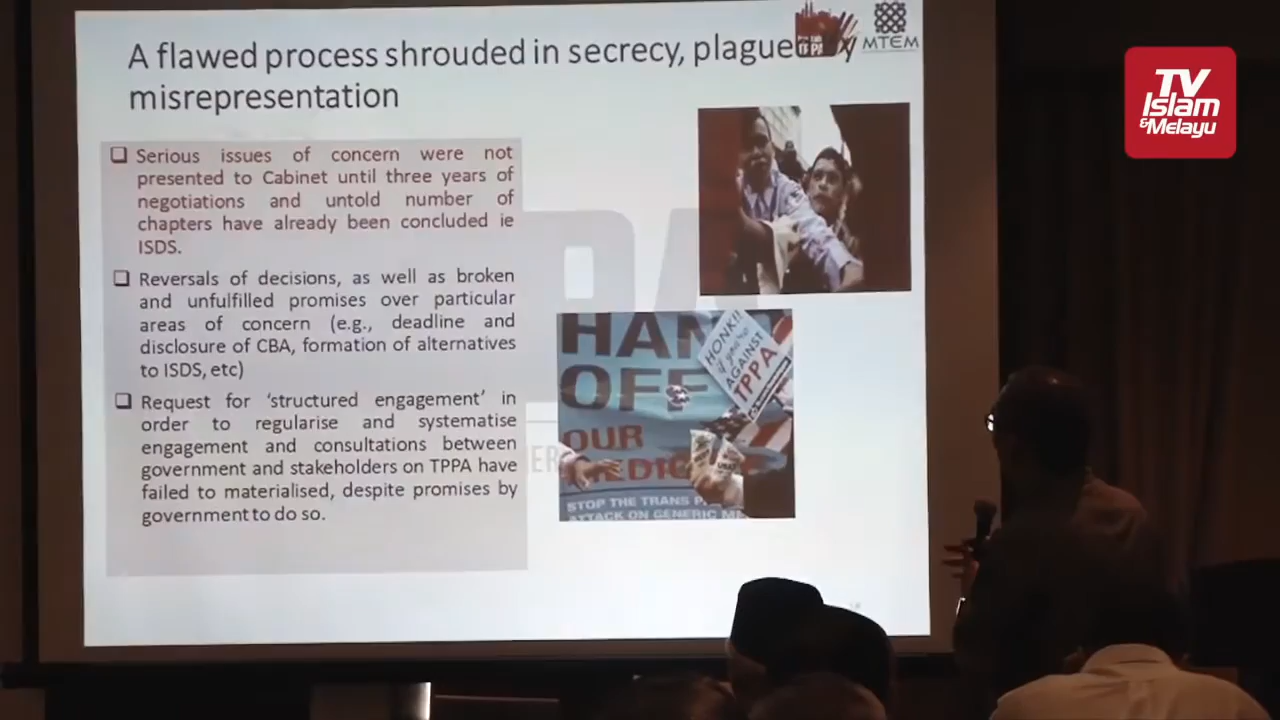 A flawed process shrouded in secrecy, plagued by
misrepresentation
MTEM
TV
Islam
&Melayu
Serious issues of concern were not
presented to Cabinet until three years of
negotiations and untold number of
chapters have already been concluded ie
ISDS.
Reversals of decisions, as well as broken
and unfulfilled promises over particular
areas of concern (e.g., deadline and
disclosure of CBA, formation of alternatives
to ISDS, etc)
Request for ‘structured engagement’ in
order to regularise and systematise
engagement and consultations between
government and stakeholders on TPPA have
failed to materialised, despite promises by
government to do so.
HAN
OFF
OUR
HONK!!
AGAINST
TPPA
STOP THE TRANS P
ATTACK ON GENERIC ME